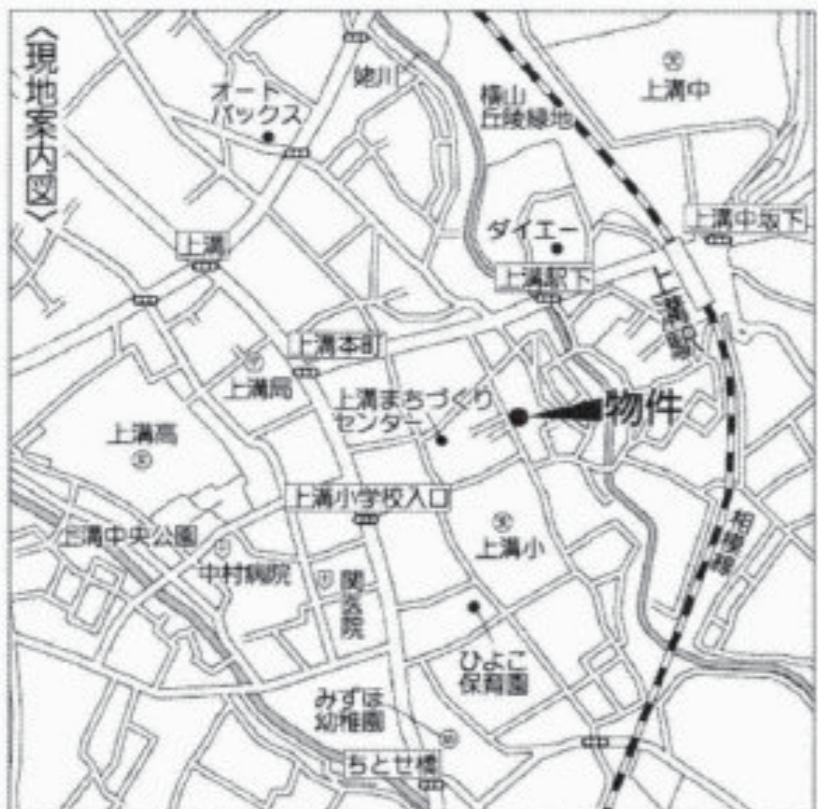 〈現地案内図〉
オート
バックス
鳩川
横山
丘陵緑地
上溝中
上溝中坂下
ダイエー
上溝
上溝駅下
上溝駅
上溝本町
上溝局
上溝まちづくり
センター
物件
上溝高
上溝小学校入口
上溝小
上溝中央公園
中村病院
関医院
相模線
ひよこ
保育園
みずほ
幼稚園
ちとせ橋